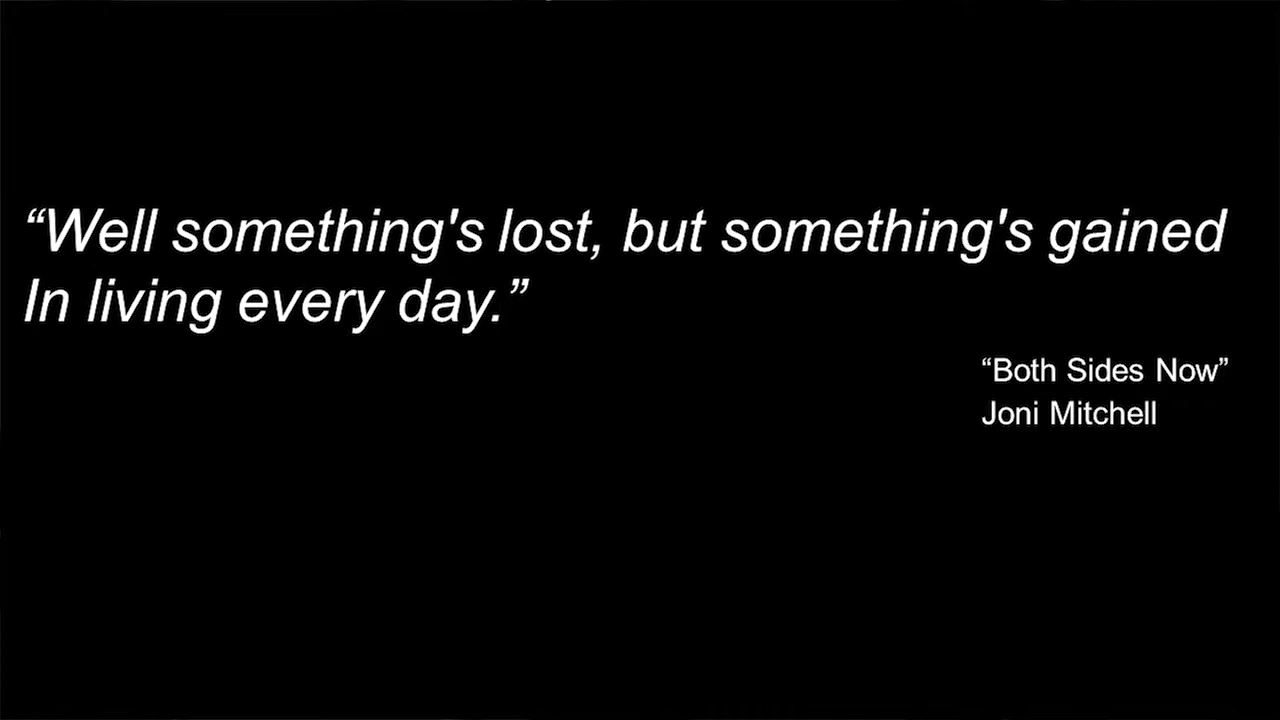 “Well something's lost, but something's gained
In living every day.”
“Both Sides Now”
Joni Mitchell